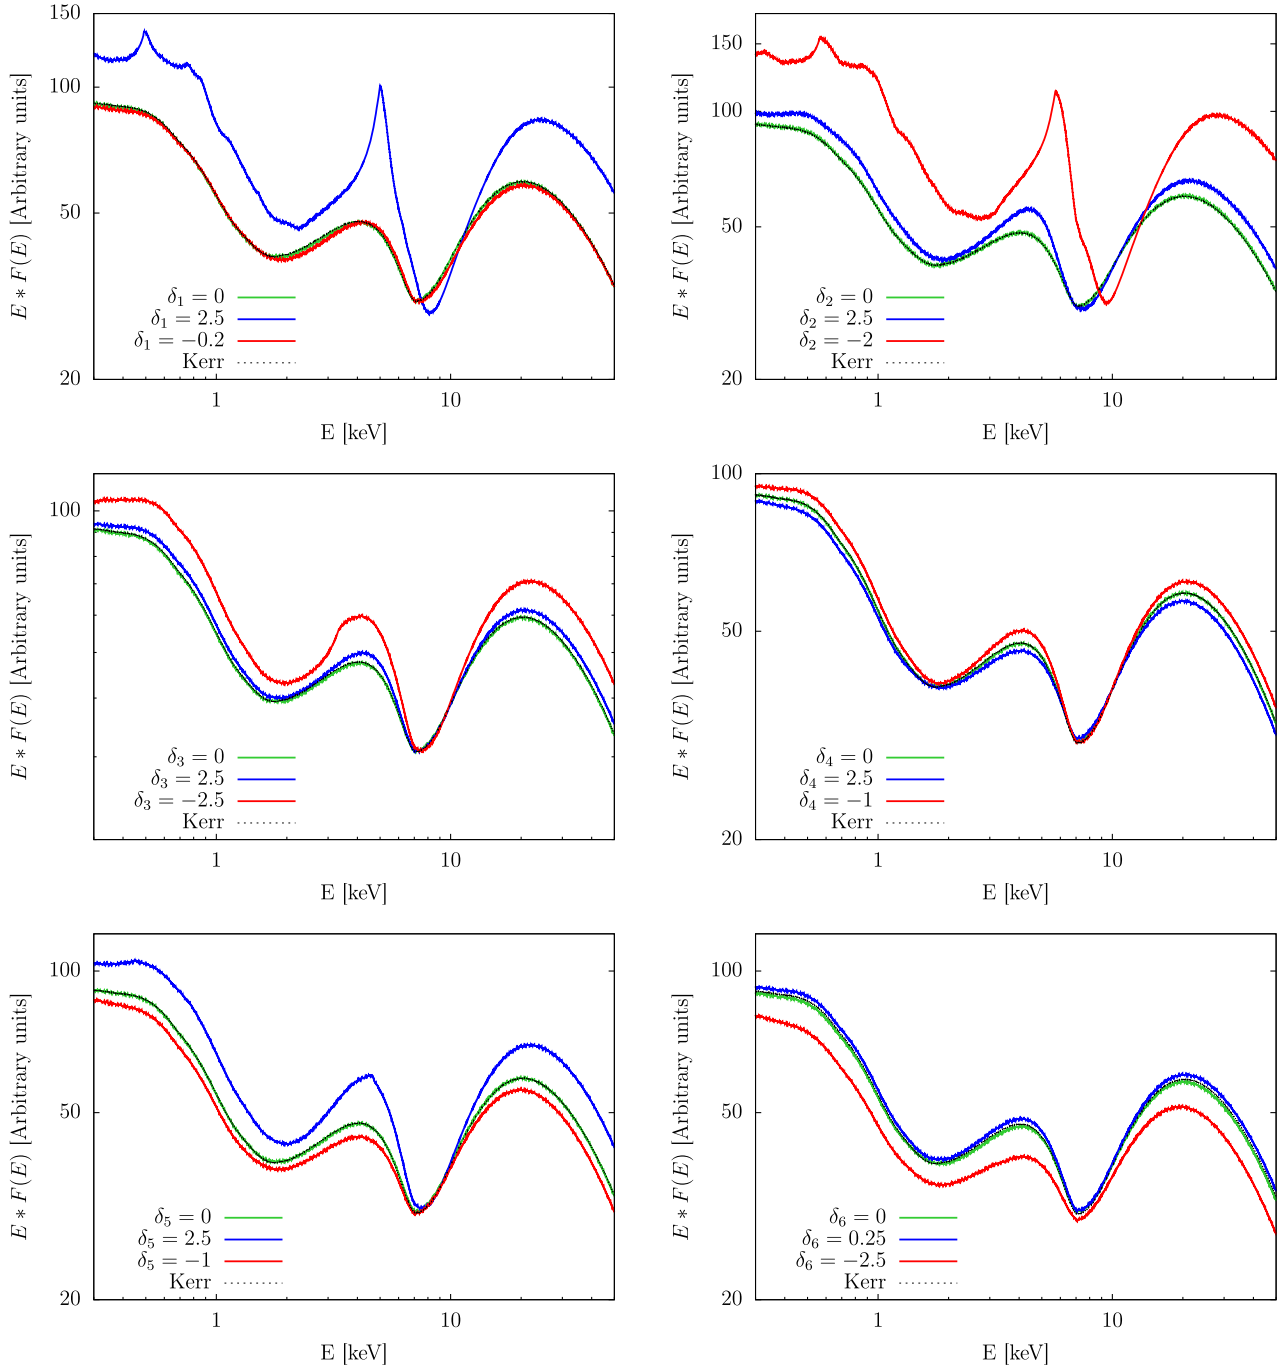 150
100
50
20
E ∗ F(E) [Arbitrary units]
δ₁ = 0
δ₁ = 2.5
δ₁ = −0.2
Kerr
1 10
E [keV]
150
100
50
20
E ∗ F(E) [Arbitrary units]
δ₂ = 0
δ₂ = 2.5
δ₂ = −2
Kerr
1 10
E [keV]
100
E ∗ F(E) [Arbitrary units]
δ₃ = 0
δ₃ = 2.5
δ₃ = −2.5
Kerr
1 10
E [keV]
100
50
20
E ∗ F(E) [Arbitrary units]
δ₄ = 0
δ₄ = 2.5
δ₄ = −1
Kerr
1 10
E [keV]
100
50
20
E ∗ F(E) [Arbitrary units]
δ₅ = 0
δ₅ = 2.5
δ₅ = −1
Kerr
1 10
E [keV]
100
50
20
E ∗ F(E) [Arbitrary units]
δ₆ = 0
δ₆ = 0.25
δ₆ = −2.5
Kerr
1 10
E [keV]